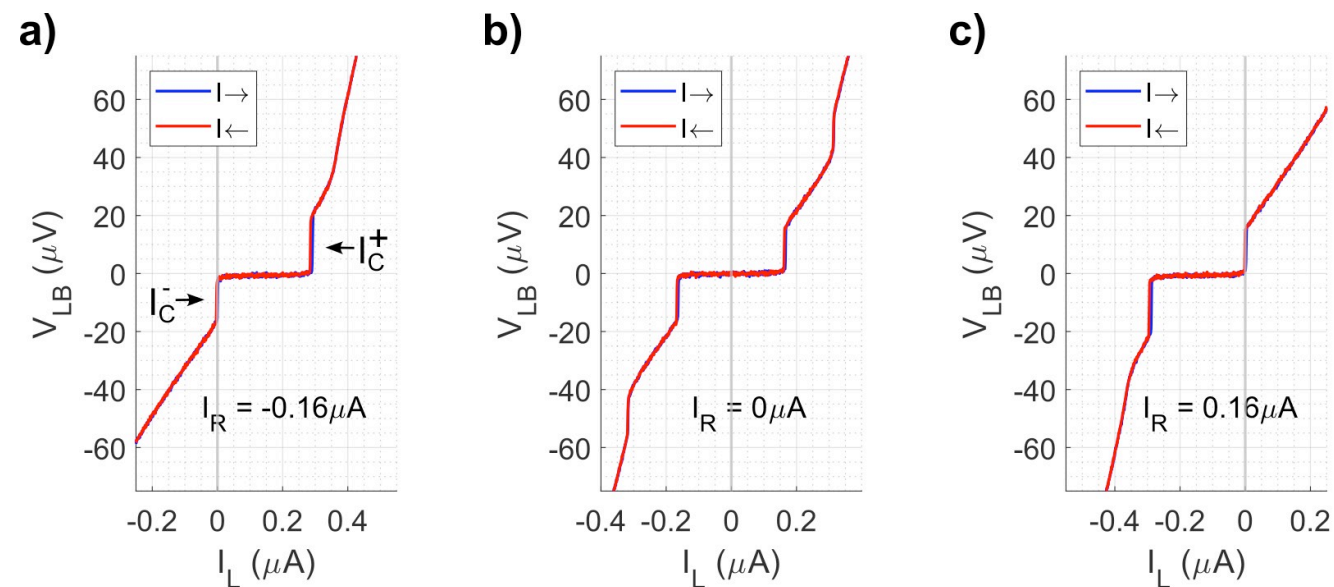 a)
b)
c)
I→
I←
I→
I←
I→
I←
60
40
20
0
-20
-40
-60
60
40
20
0
-20
-40
-60
60
40
20
0
-20
-40
-60
V_LB (μV)
V_LB (μV)
V_LB (μV)
I_C^+
I_C^-
I_R = -0.16μA
I_R = 0μA
I_R = 0.16μA
-0.2 0 0.2 0.4
-0.4 -0.2 0 0.2
-0.4 -0.2 0 0.2
I_L (μA)
I_L (μA)
I_L (μA)